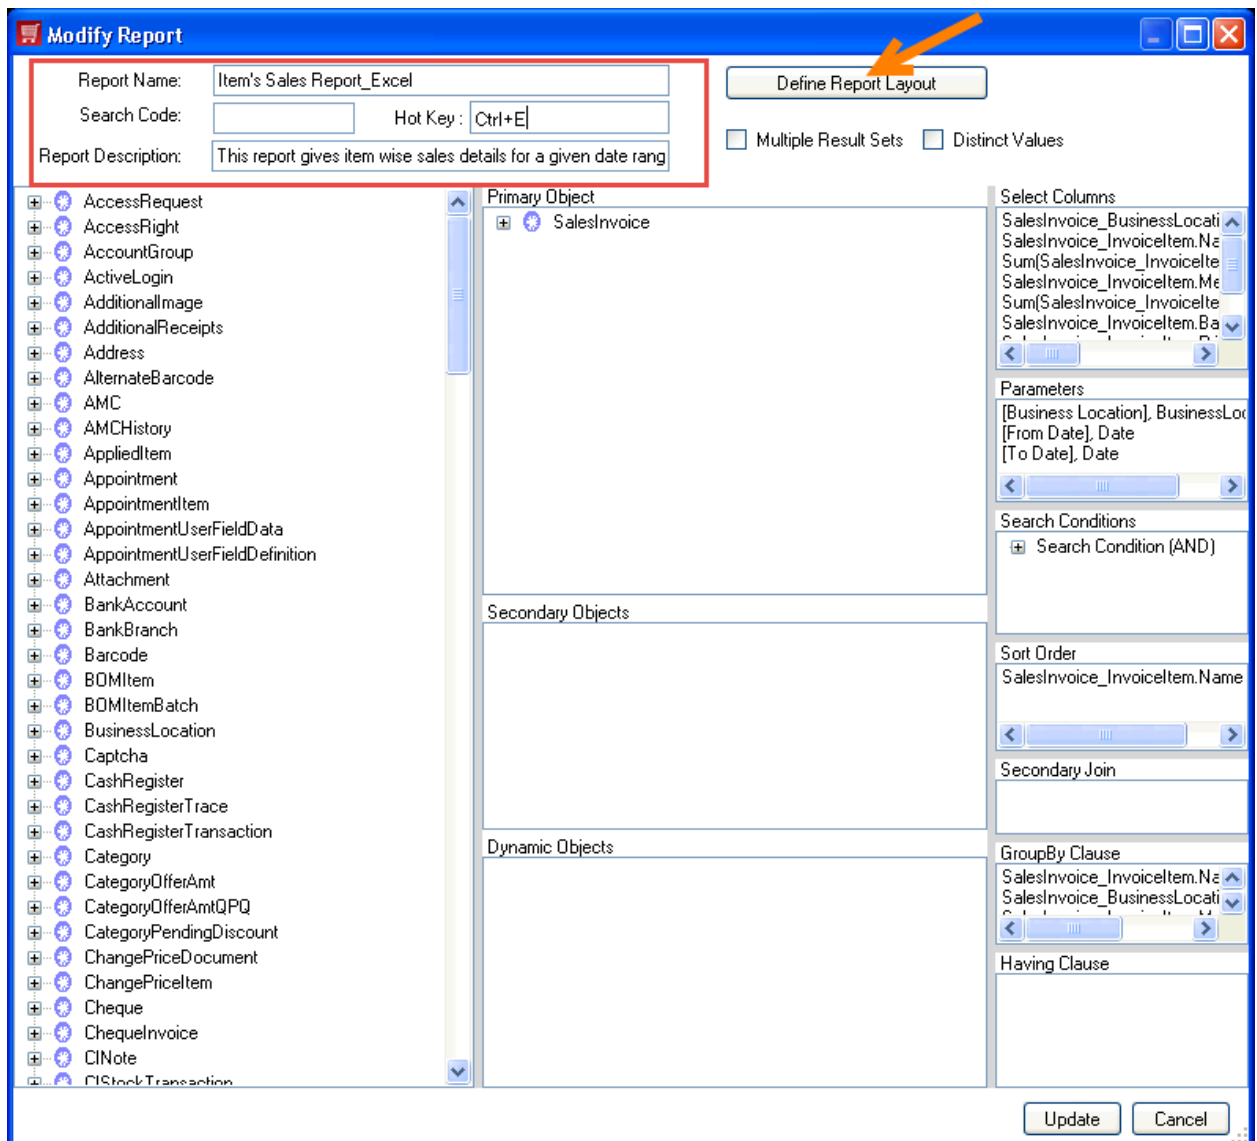 Modify Report
Report Name: Item's Sales Report_Excel
Define Report Layout
Search Code: Hot Key : Ctrl+E
Multiple Result Sets Distinct Values
Report Description: This report gives item wise sales details for a given date rang
AccessRequest
AccessRight
AccountGroup
ActiveLogin
AdditionalImage
AdditionalReceipts
Address
AlternateBarcode
AMC
AMCHistory
AppliedItem
Appointment
AppointmentItem
AppointmentUserFieldData
AppointmentUserFieldDefinition
Attachment
BankAccount
BankBranch
Barcode
BOMItem
BOMItemBatch
BusinessLocation
Captcha
CashRegister
CashRegisterTrace
CashRegisterTransaction
Category
CategoryOfferAmt
CategoryOfferAmtQPQ
CategoryPendingDiscount
ChangePriceDocument
ChangePriceItem
Cheque
ChequeInvoice
CINote
CIStockTransaction
Primary Object
SalesInvoice
Secondary Objects
Dynamic Objects
Select Columns
SalesInvoice_BusinessLocati
SalesInvoice_InvoiceItem.Na
Sum(SalesInvoice_InvoiceIte
SalesInvoice_InvoiceItem.Me
Sum(SalesInvoice_InvoiceIte
SalesInvoice_InvoiceItem.Ba
Parameters
[Business Location], BusinessLo
[From Date], Date
[To Date], Date
Search Conditions
Search Condition (AND)
Sort Order
SalesInvoice_InvoiceItem.Name
Secondary Join
GroupBy Clause
SalesInvoice_InvoiceItem.Na
SalesInvoice_BusinessLocati
Having Clause
Update Cancel